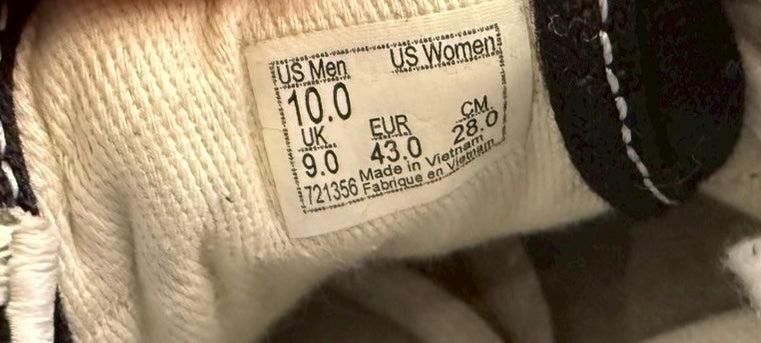 US Men US Women
10.0
UK EUR CM
9.0 43.0 28.0
Made in Vietnam
721356 Fabrique en Vietnam